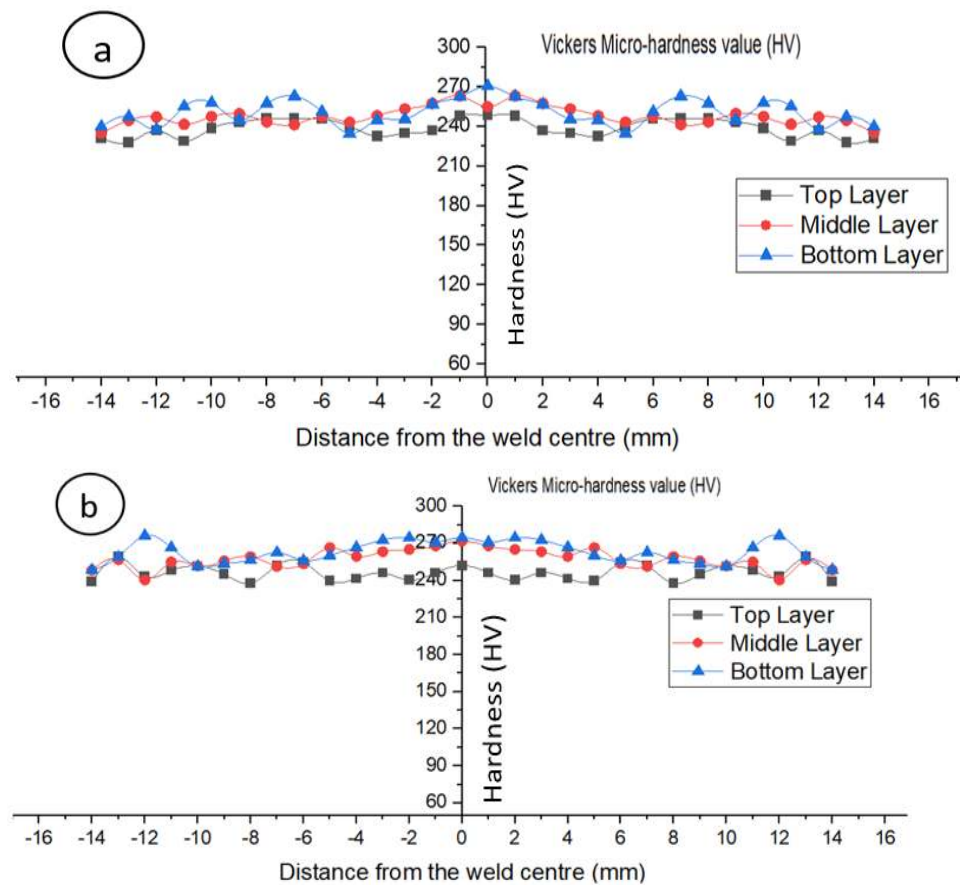 a
Vickers Micro-hardness value (HV)
300
270
240
210
180
150
120
90
60
Hardness (HV)
Top Layer
Middle Layer
Bottom Layer
-16 -14 -12 -10 -8 -6 -4 -2 0 2 4 6 8 10 12 14 16
Distance from the weld centre (mm)
b
Vickers Micro-hardness value (HV)
300
270
240
210
180
150
120
90
60
Hardness (HV)
Top Layer
Middle Layer
Bottom Layer
-16 -14 -12 -10 -8 -6 -4 -2 0 2 4 6 8 10 12 14 16
Distance from the weld centre (mm)